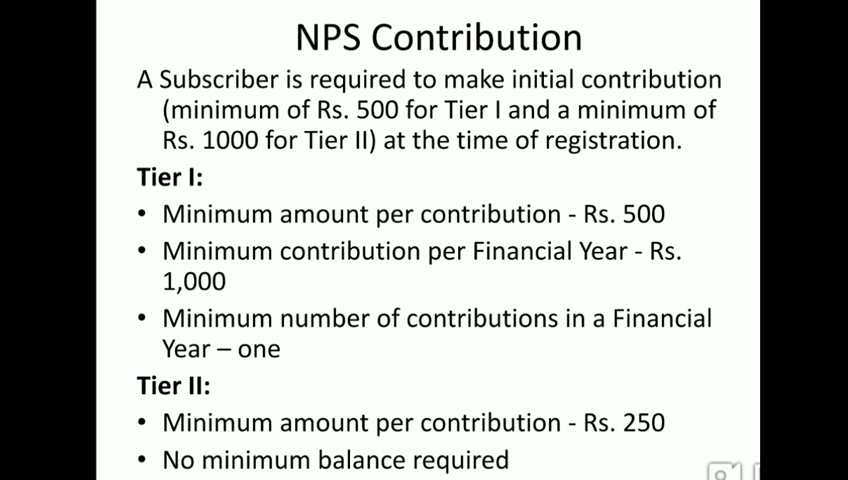 NPS Contribution
A Subscriber is required to make initial contribution
(minimum of Rs. 500 for Tier I and a minimum of
Rs. 1000 for Tier II) at the time of registration.
Tier I:
• Minimum amount per contribution - Rs. 500
• Minimum contribution per Financial Year - Rs.
1,000
• Minimum number of contributions in a Financial
Year – one
Tier II:
• Minimum amount per contribution - Rs. 250
• No minimum balance required